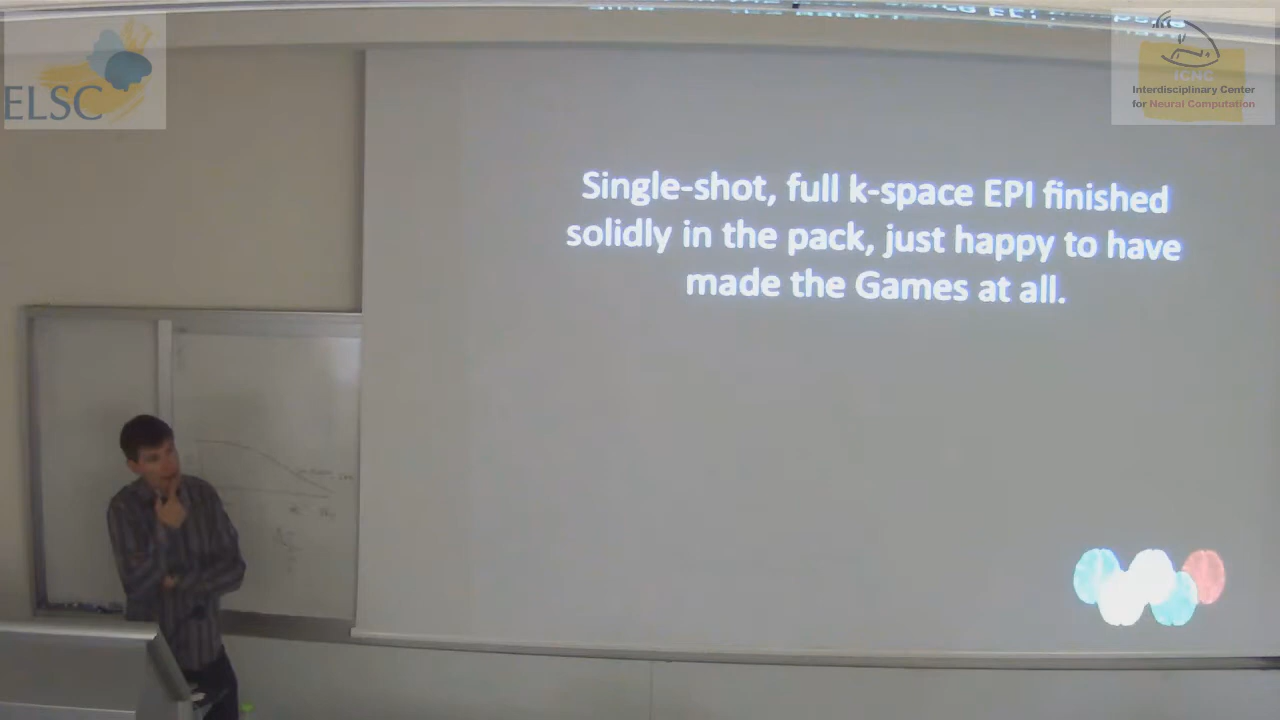 ELSC
ICNC
Interdisciplinary Center
for Neural Computation
Single-shot, full k-space EPI finished
solidly in the pack, just happy to have
made the Games at all.